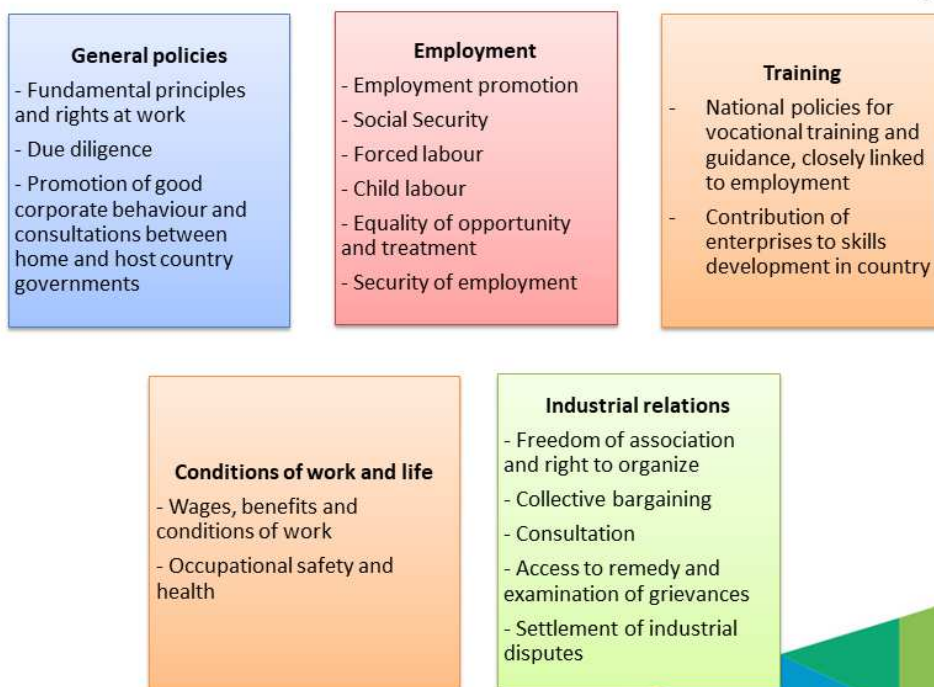 General policies
- Fundamental principles
and rights at work
- Due diligence
- Promotion of good
corporate behaviour and
consultations between
home and host country
governments
Employment
- Employment promotion
- Social Security
- Forced labour
- Child labour
- Equality of opportunity
and treatment
- Security of employment
Training
- National policies for
vocational training and
guidance, closely linked
to employment
- Contribution of
enterprises to skills
development in country
Conditions of work and life
- Wages, benefits and
conditions of work
- Occupational safety and
health
Industrial relations
- Freedom of association
and right to organize
- Collective bargaining
- Consultation
- Access to remedy and
examination of grievances
- Settlement of industrial
disputes